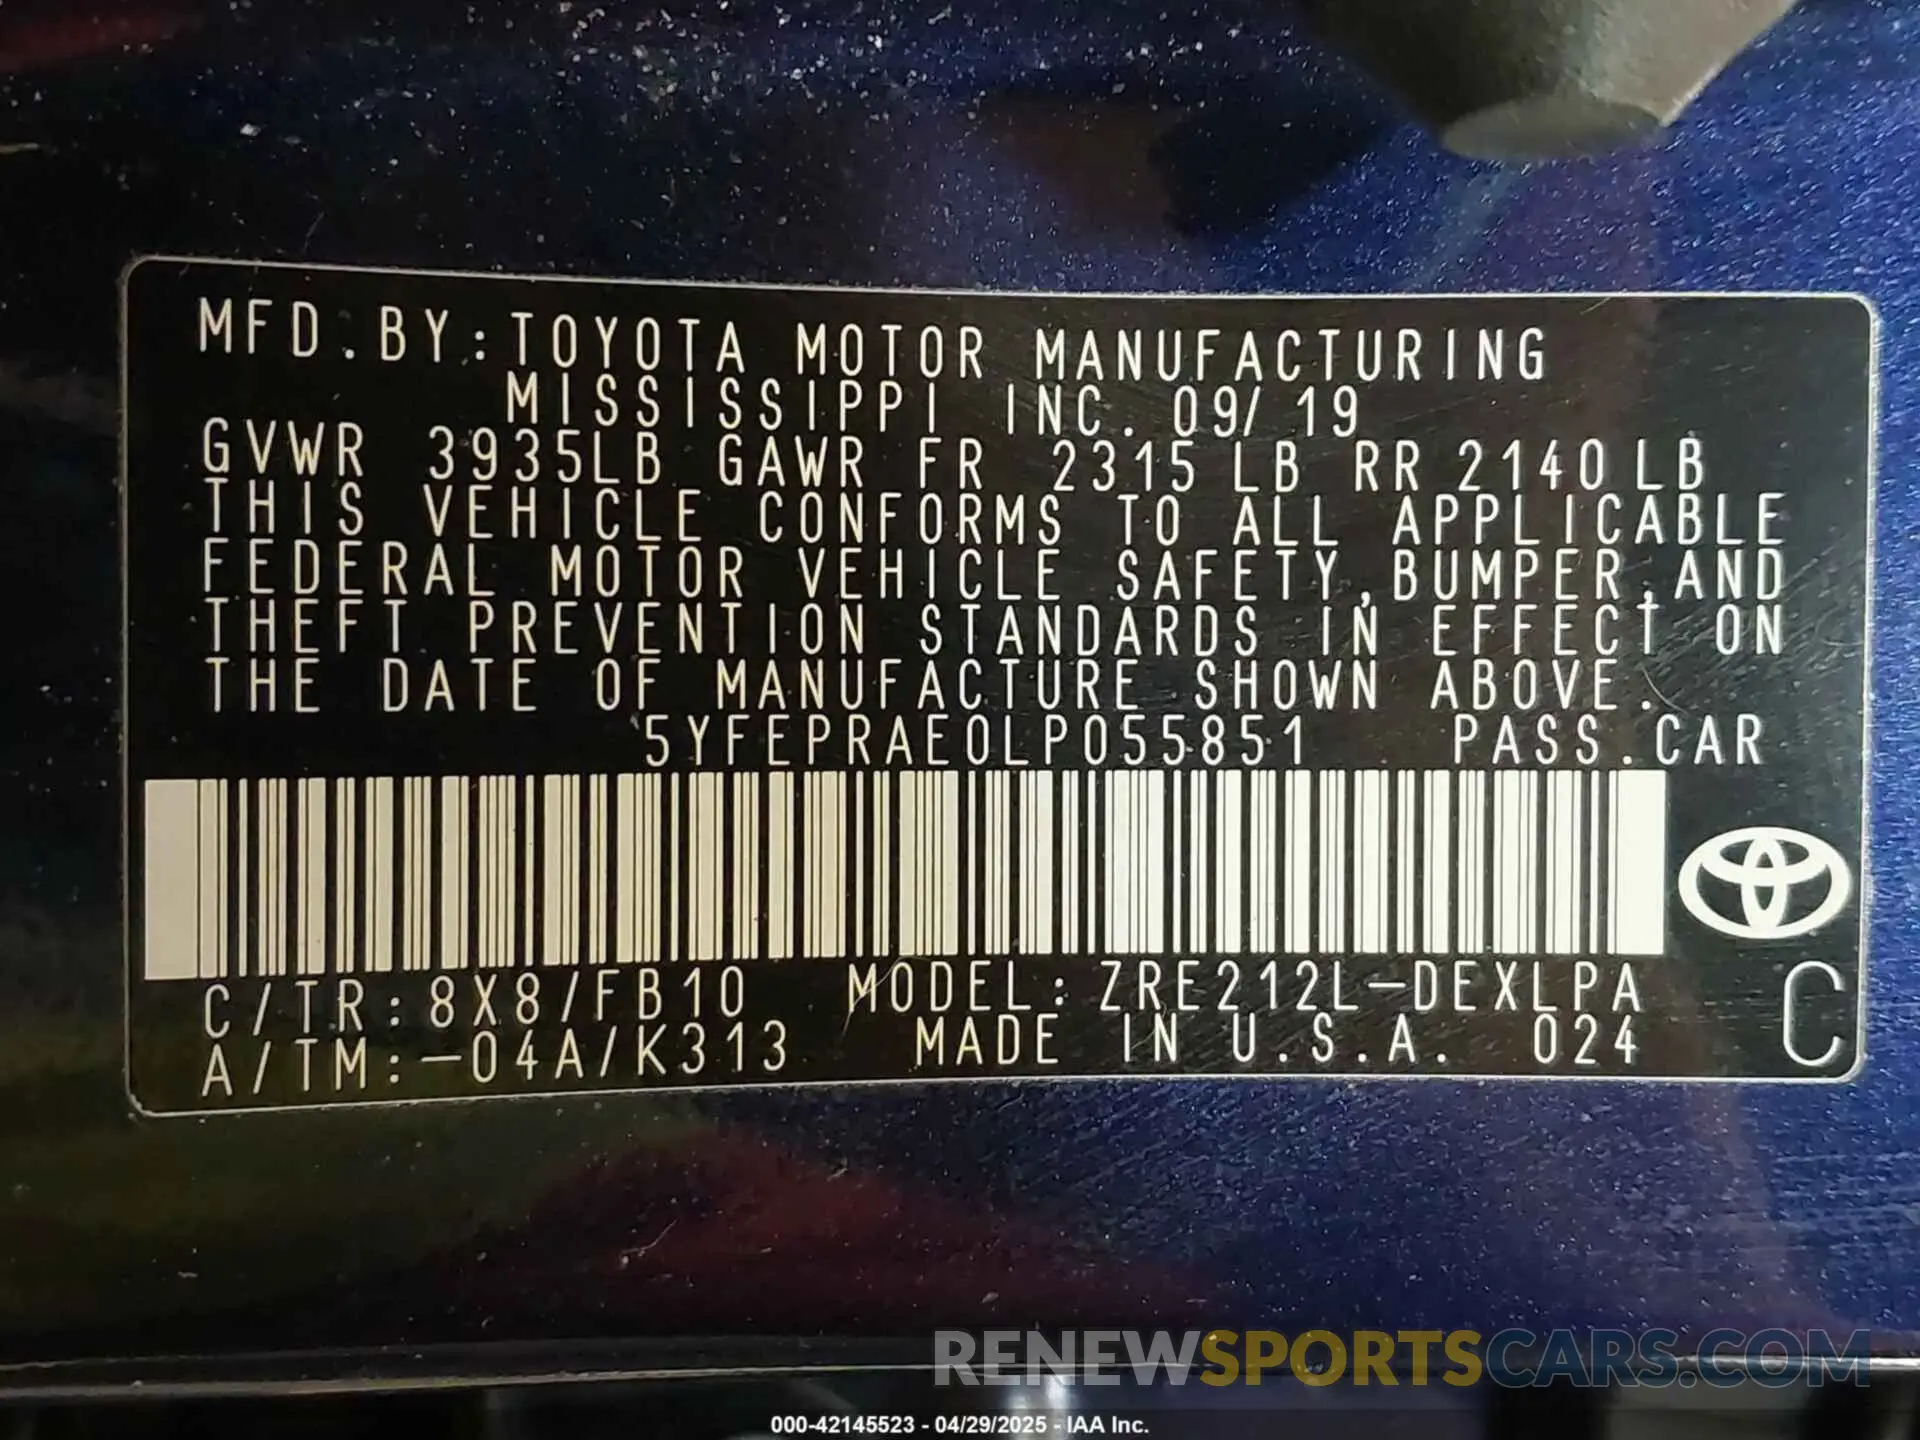 MFD.BY:TOYOTA MOTOR MANUFACTURING
MISSISSIPPI INC. 09/19
GVWR 3935LB GAWR FR 2315LB RR 2140LB
THIS VEHICLE CONFORMS TO ALL APPLICABLE
FEDERAL MOTOR VEHICLE SAFETY,BUMPER,AND
THEFT PREVENTION STANDARDS IN EFFECT ON
THE DATE OF MANUFACTURE SHOWN ABOVE.
5YFEPRAE0LP055851 PASS.CAR
C/TR:8X8/FB10 MODEL:ZRE212L-DEXLPA
A/TM:-04A/K313 MADE IN U.S.A. 024
C
RENEWSPORTSCARS.COM
000-42145523 - 04/29/2025 - IAA Inc.